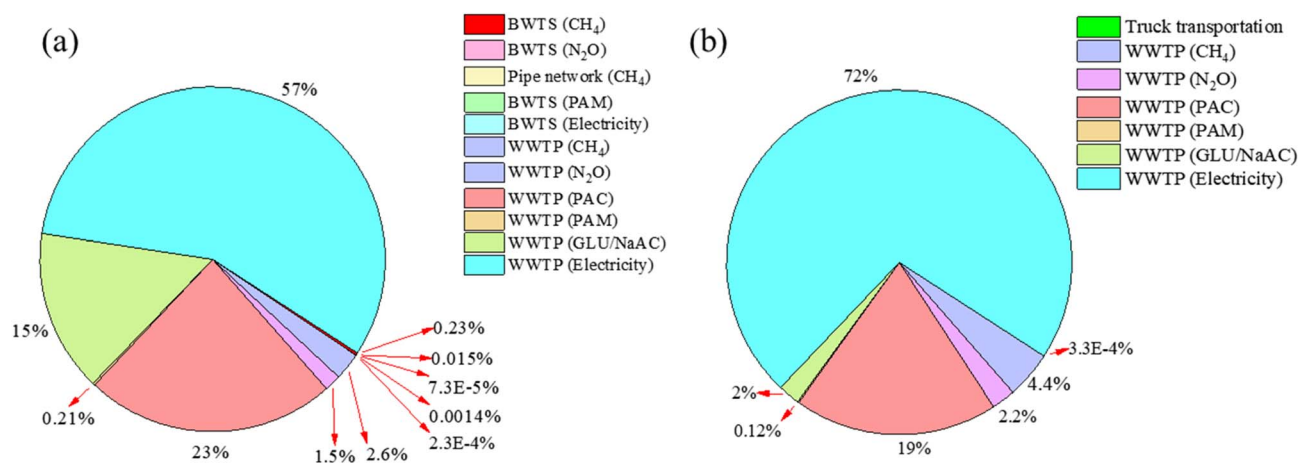 (a)
57%
15%
0.21%
23%
1.5%
2.6%
0.23%
0.015%
7.3E-5%
0.0014%
2.3E-4%
BWTS (CH₄)
BWTS (N₂O)
Pipe network (CH₄)
BWTS (PAM)
BWTS (Electricity)
WWTP (CH₄)
WWTP (N₂O)
WWTP (PAC)
WWTP (PAM)
WWTP (GLU/NaAC)
WWTP (Electricity)
(b)
72%
2%
0.12%
19%
2.2%
4.4%
3.3E-4%
Truck transportation
WWTP (CH₄)
WWTP (N₂O)
WWTP (PAC)
WWTP (PAM)
WWTP (GLU/NaAC)
WWTP (Electricity)